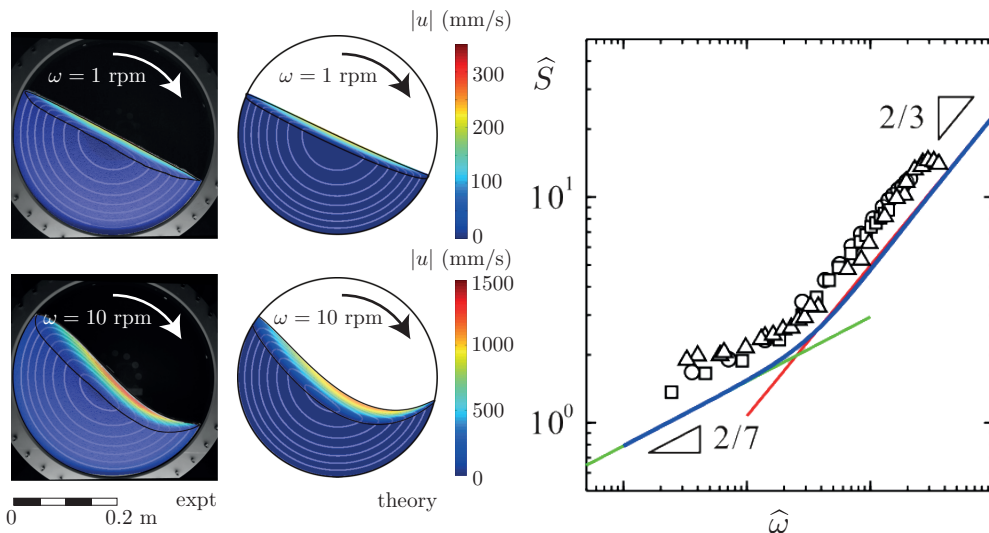 |u| (mm/s)
ω = 1 rpm
ω = 1 rpm
300
200
100
0
|u| (mm/s)
ω = 10 rpm
ω = 10 rpm
1500
1000
500
0
expt
theory
0
0.2 m
Ŝ
10¹
10⁰
2/3
2/7
ω̂